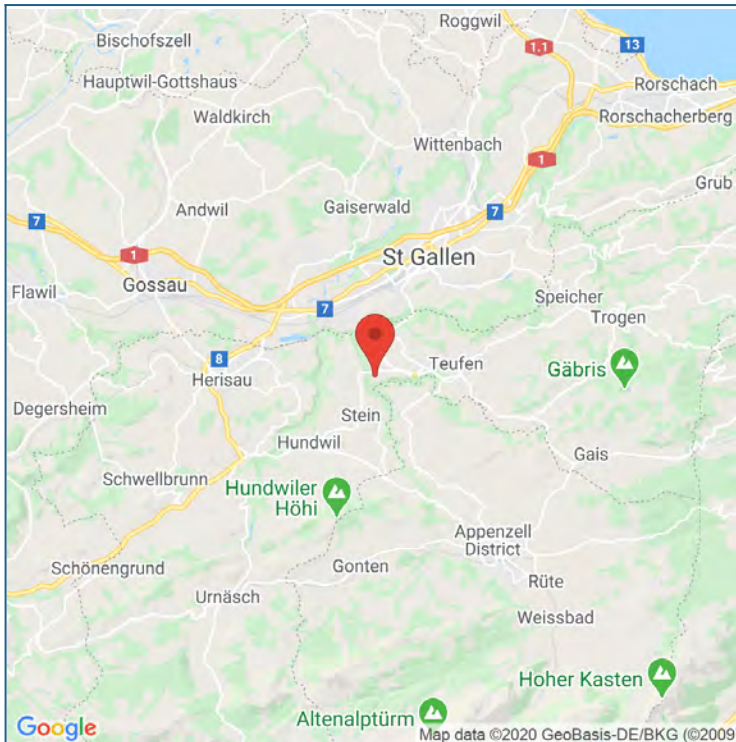 Roggwil
Bischofszell
1.1
13
Hauptwil-Gottshaus
Rorschach
Waldkirch
Rorschacherberg
Wittenbach
1
Grub
Andwil
Gaiserwald
7
7
1
St Gallen
Gossau
Flawil
7
Speicher
Trogen
8
Teufen
Gäbris
Herisau
Degersheim
Stein
Hundwil
Gais
Schwellbrunn
Hundwiler
Höhi
Appenzell
District
Schönengrund
Gonten
Rüte
Urnäsch
Weissbad
Hoher Kasten
Altenalptürm
Google
Map data ©2020 GeoBasis-DE/BKG (©2009